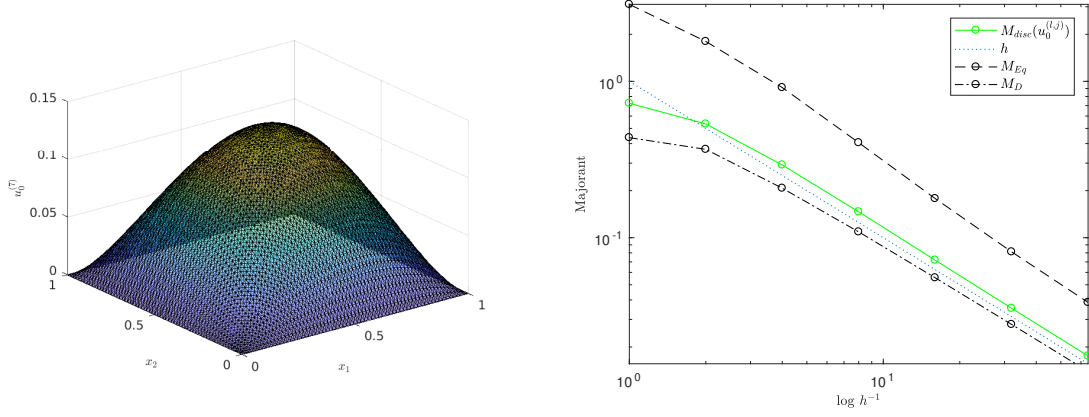 0.15
0.1
0.05
0
1
0.5
0
0
0.5
1
u_0^{(7)}
x_2
x_1
10^0
10^{-1}
10^0
10^1
Majorant
log h^{-1}
M_{disc}(u_0^{(l,j)})
h
M_{Eq}
M_D